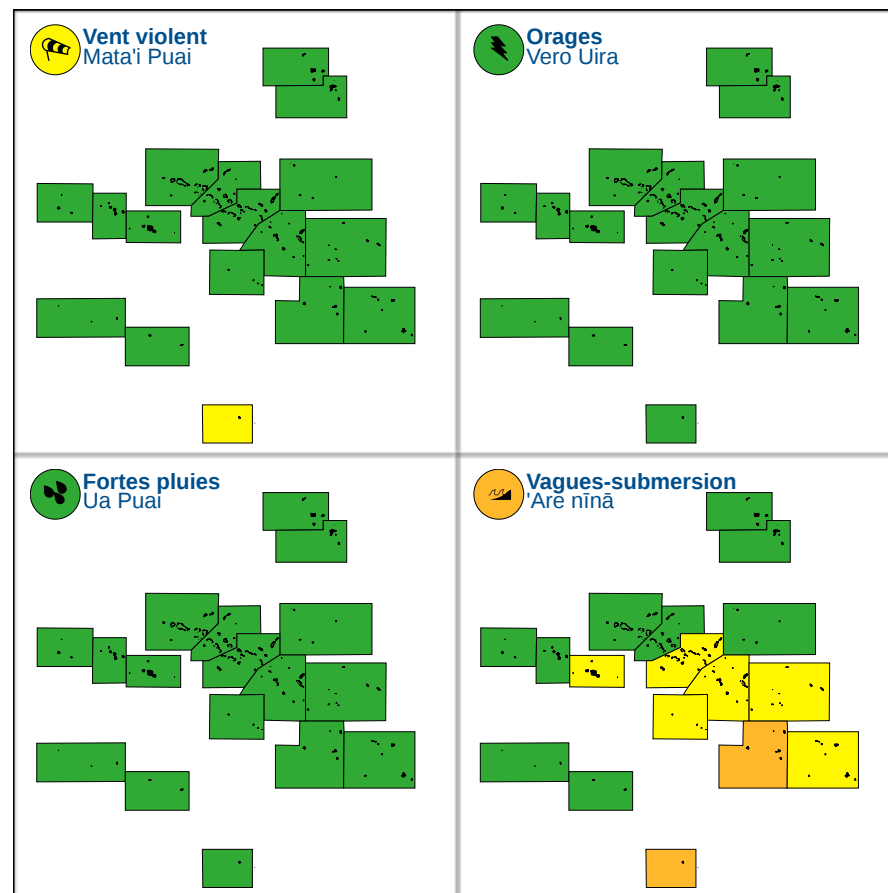 Vent violent
Mata'i Puai
Orages
Vero Uira
Fortes pluies
Ua Puai
Vagues-submersion
'Are nīnā